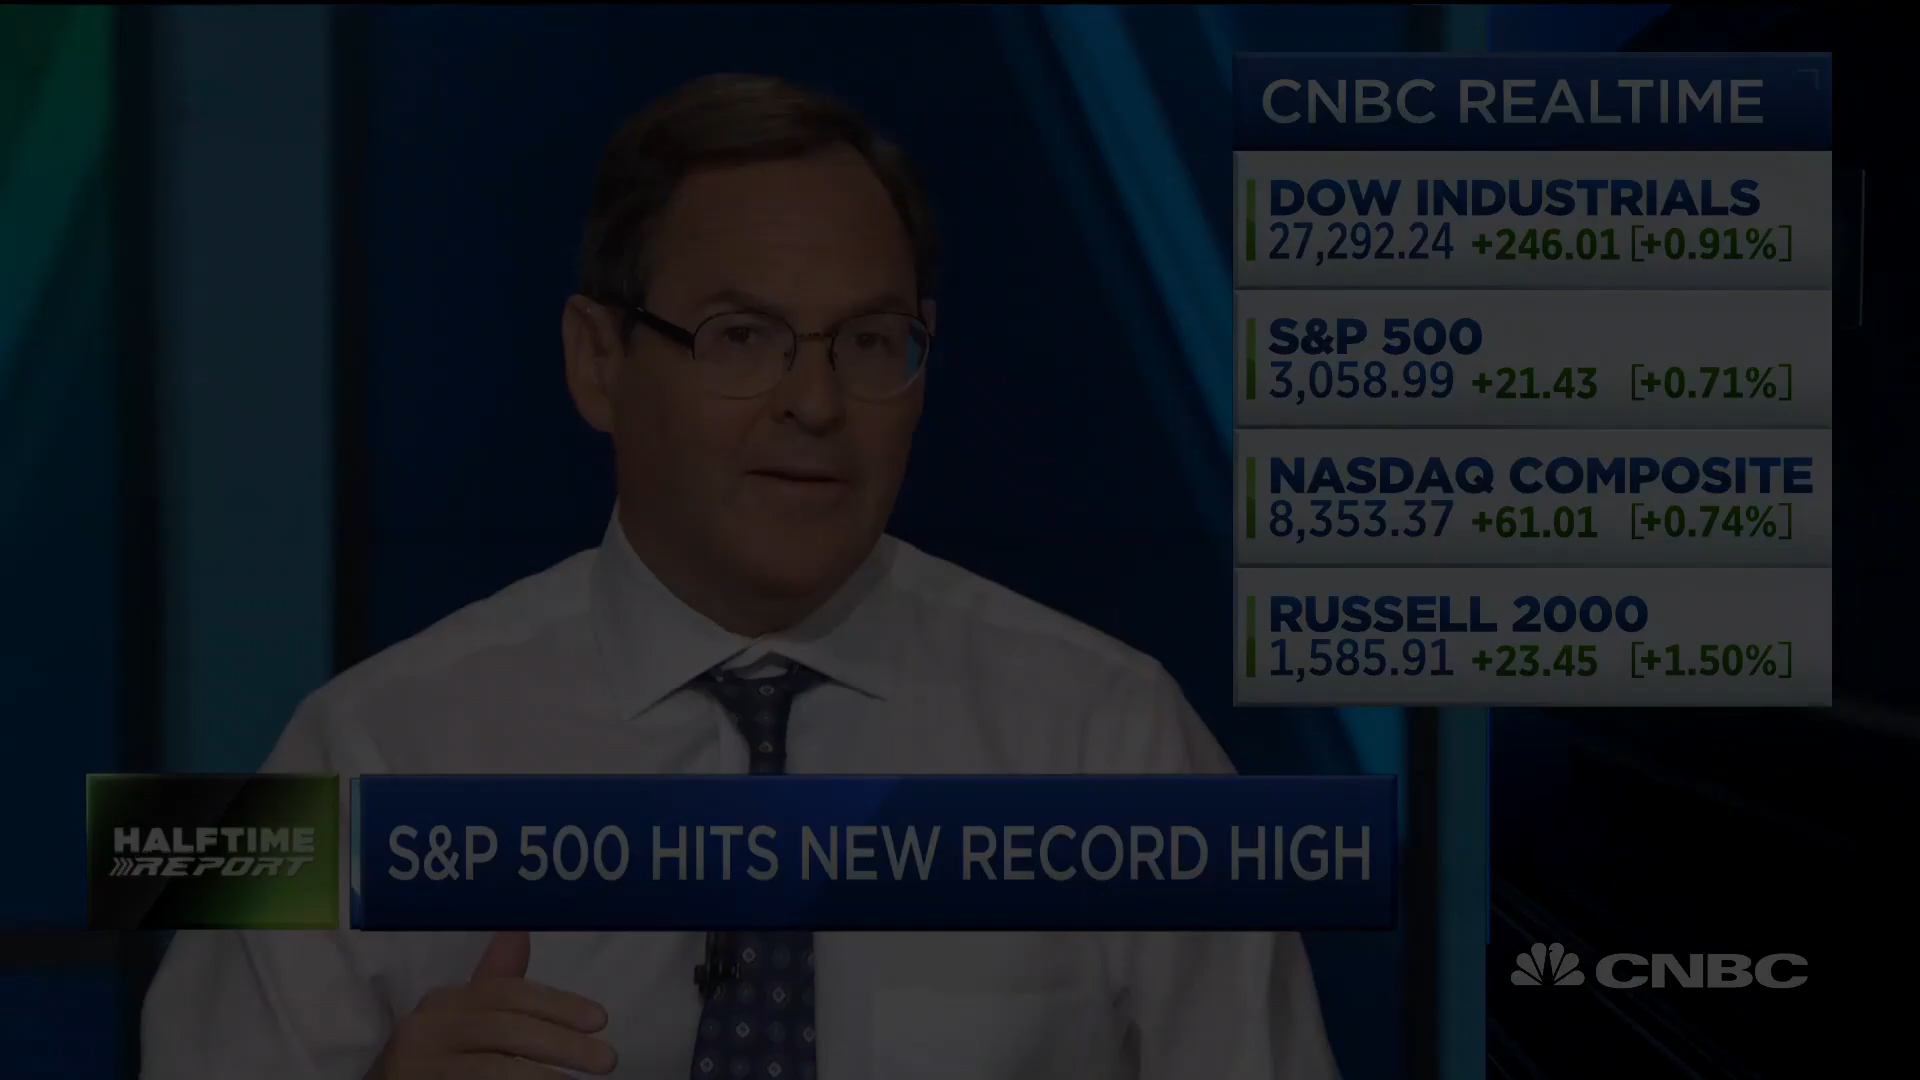 CNBC REALTIME
DOW INDUSTRIALS
27,292.24 +246.01 [+0.91%]
S&P 500
3,058.99 +21.43 [+0.71%]
NASDAQ COMPOSITE
8,353.37 +61.01 [+0.74%]
RUSSELL 2000
1,585.91 +23.45 [+1.50%]
HALFTIME
REPORT
S&P 500 HITS NEW RECORD HIGH
CNBC